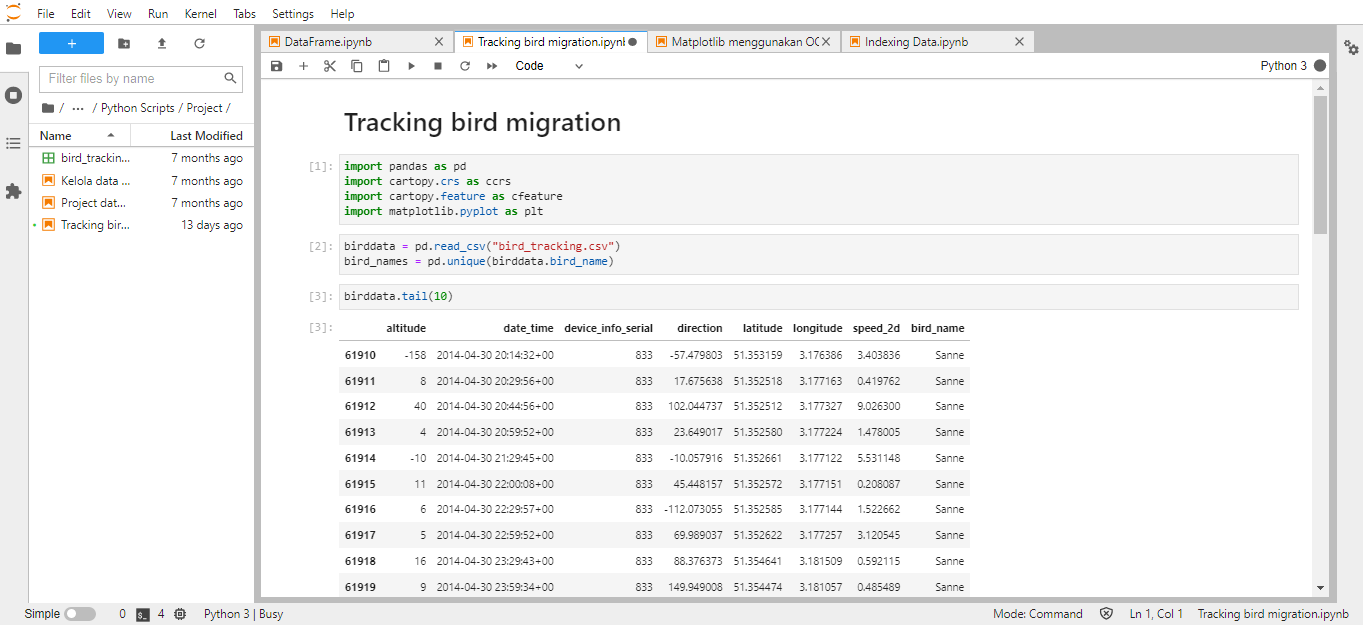 File Edit View Run Kernel Tabs Settings Help
+
Filter files by name
/ ... / Python Scripts / Project /
Name Last Modified
bird_trackin... 7 months ago
Kelola data ... 7 months ago
Project dat... 7 months ago
Tracking bir... 13 days ago
DataFrame.ipynb Tracking bird migration.ipynb Matplotlib menggunakan OO Indexing Data.ipynb
Code Python 3
Tracking bird migration
[1]: import pandas as pd
import cartopy.crs as ccrs
import cartopy.feature as cfeature
import matplotlib.pyplot as plt
[2]: birddata = pd.read_csv("bird_tracking.csv")
bird_names = pd.unique(birddata.bird_name)
[3]: birddata.tail(10)
[3]: altitude date_time device_info_serial direction latitude longitude speed_2d bird_name
61910 -158 2014-04-30 20:14:32+00 833 -57.479803 51.353159 3.176386 3.403836 Sanne
61911 8 2014-04-30 20:29:56+00 833 17.675638 51.352518 3.177163 0.419762 Sanne
61912 40 2014-04-30 20:44:56+00 833 102.044737 51.352512 3.177327 9.026300 Sanne
61913 4 2014-04-30 20:59:52+00 833 23.649017 51.352580 3.177224 1.478005 Sanne
61914 -10 2014-04-30 21:29:45+00 833 -10.057916 51.352661 3.177122 5.531148 Sanne
61915 11 2014-04-30 22:00:08+00 833 45.448157 51.352572 3.177151 0.208087 Sanne
61916 6 2014-04-30 22:29:57+00 833 -112.073055 51.352585 3.177144 1.522662 Sanne
61917 5 2014-04-30 22:59:52+00 833 69.989037 51.352622 3.177257 3.120545 Sanne
61918 16 2014-04-30 23:29:43+00 833 88.376373 51.354641 3.181509 0.592115 Sanne
61919 9 2014-04-30 23:59:34+00 833 149.949008 51.354474 3.181057 0.485489 Sanne
Simple 0 4 Python 3 | Busy Mode: Command Ln 1, Col 1 Tracking bird migration.ipynb